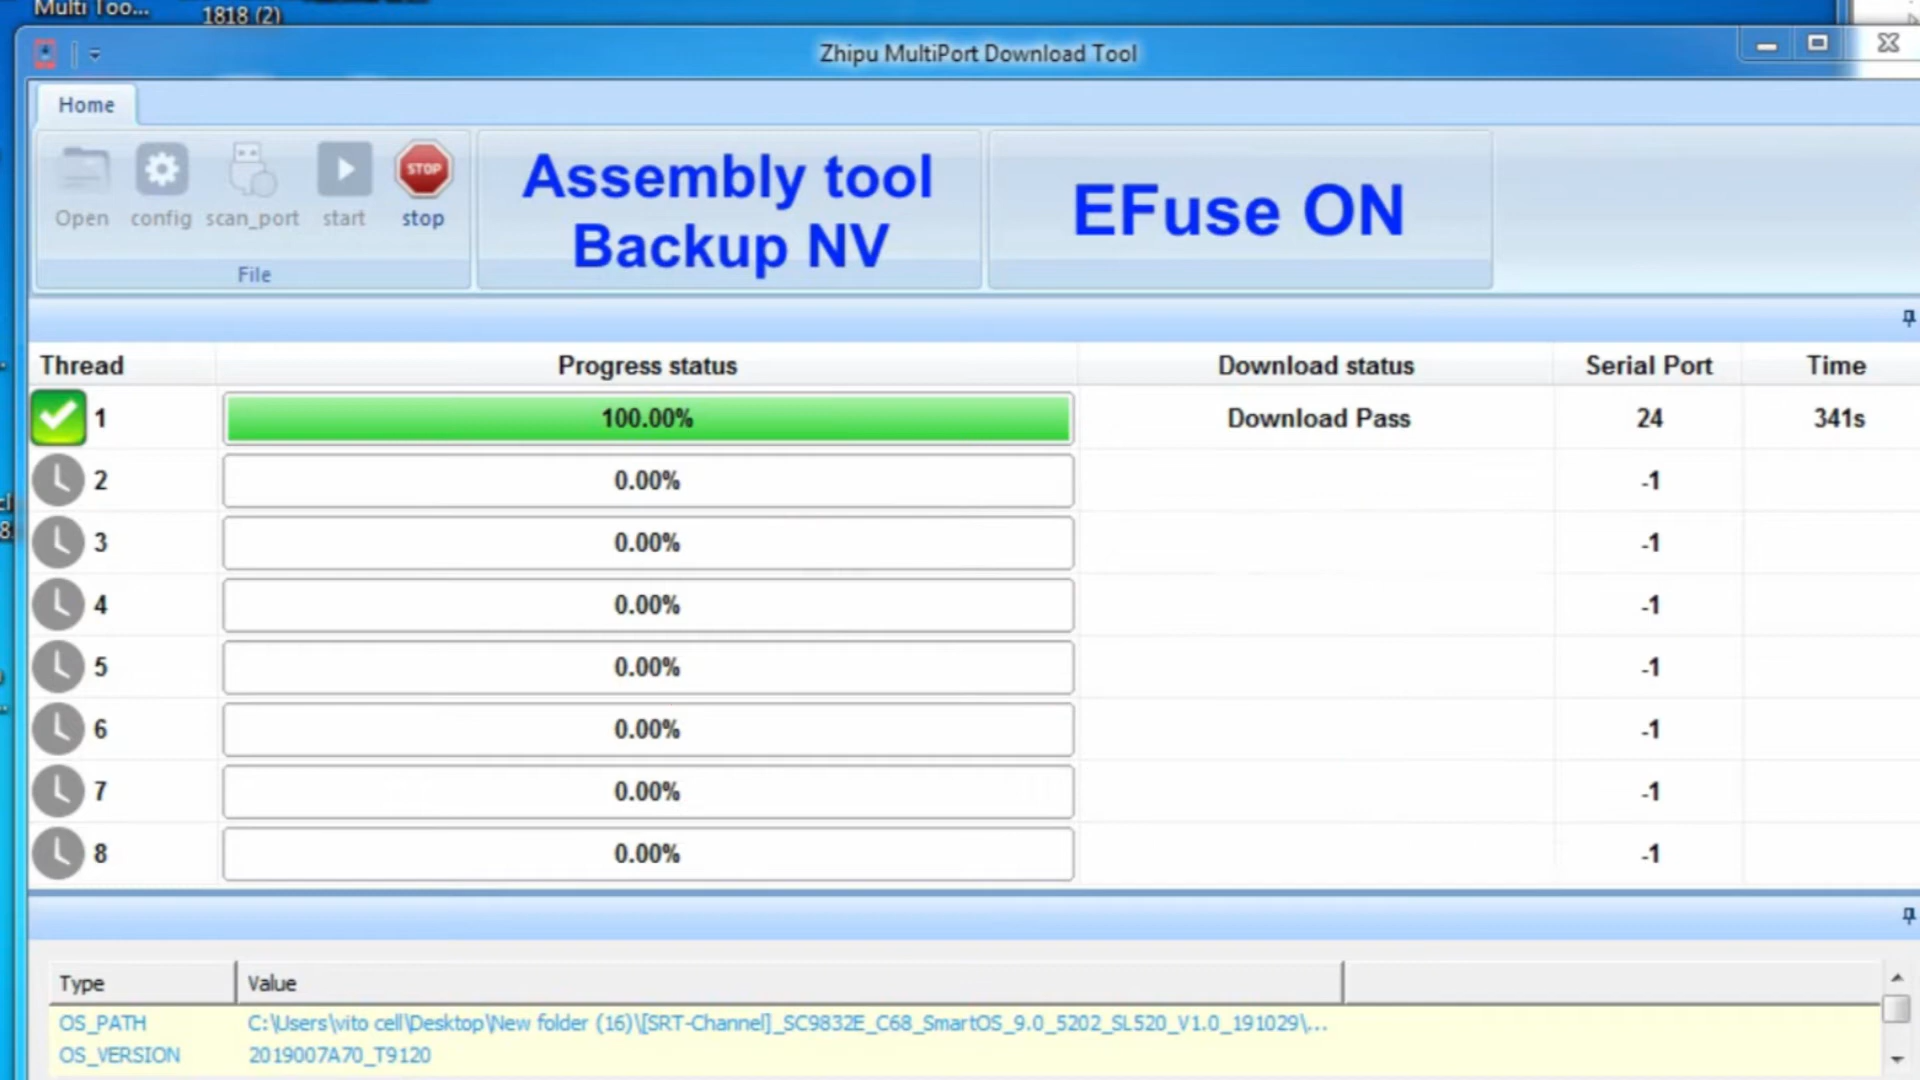 Multi Too...
1818 (2)
Zhipu MultiPort Download Tool
Home
Open config scan_port start stop
STOP
File
Assembly tool
Backup NV
EFuse ON
Thread Progress status Download status Serial Port Time
1 100.00% Download Pass 24 341s
2 0.00% -1
3 0.00% -1
4 0.00% -1
5 0.00% -1
6 0.00% -1
7 0.00% -1
8 0.00% -1
Type Value
OS_PATH C:\Users\vito cell\Desktop\New folder (16)\[SRT-Channel]_SC9832E_C68_SmartOS_9.0_5202_SL520_V1.0_191029\...
OS_VERSION 2019007A70_T9120